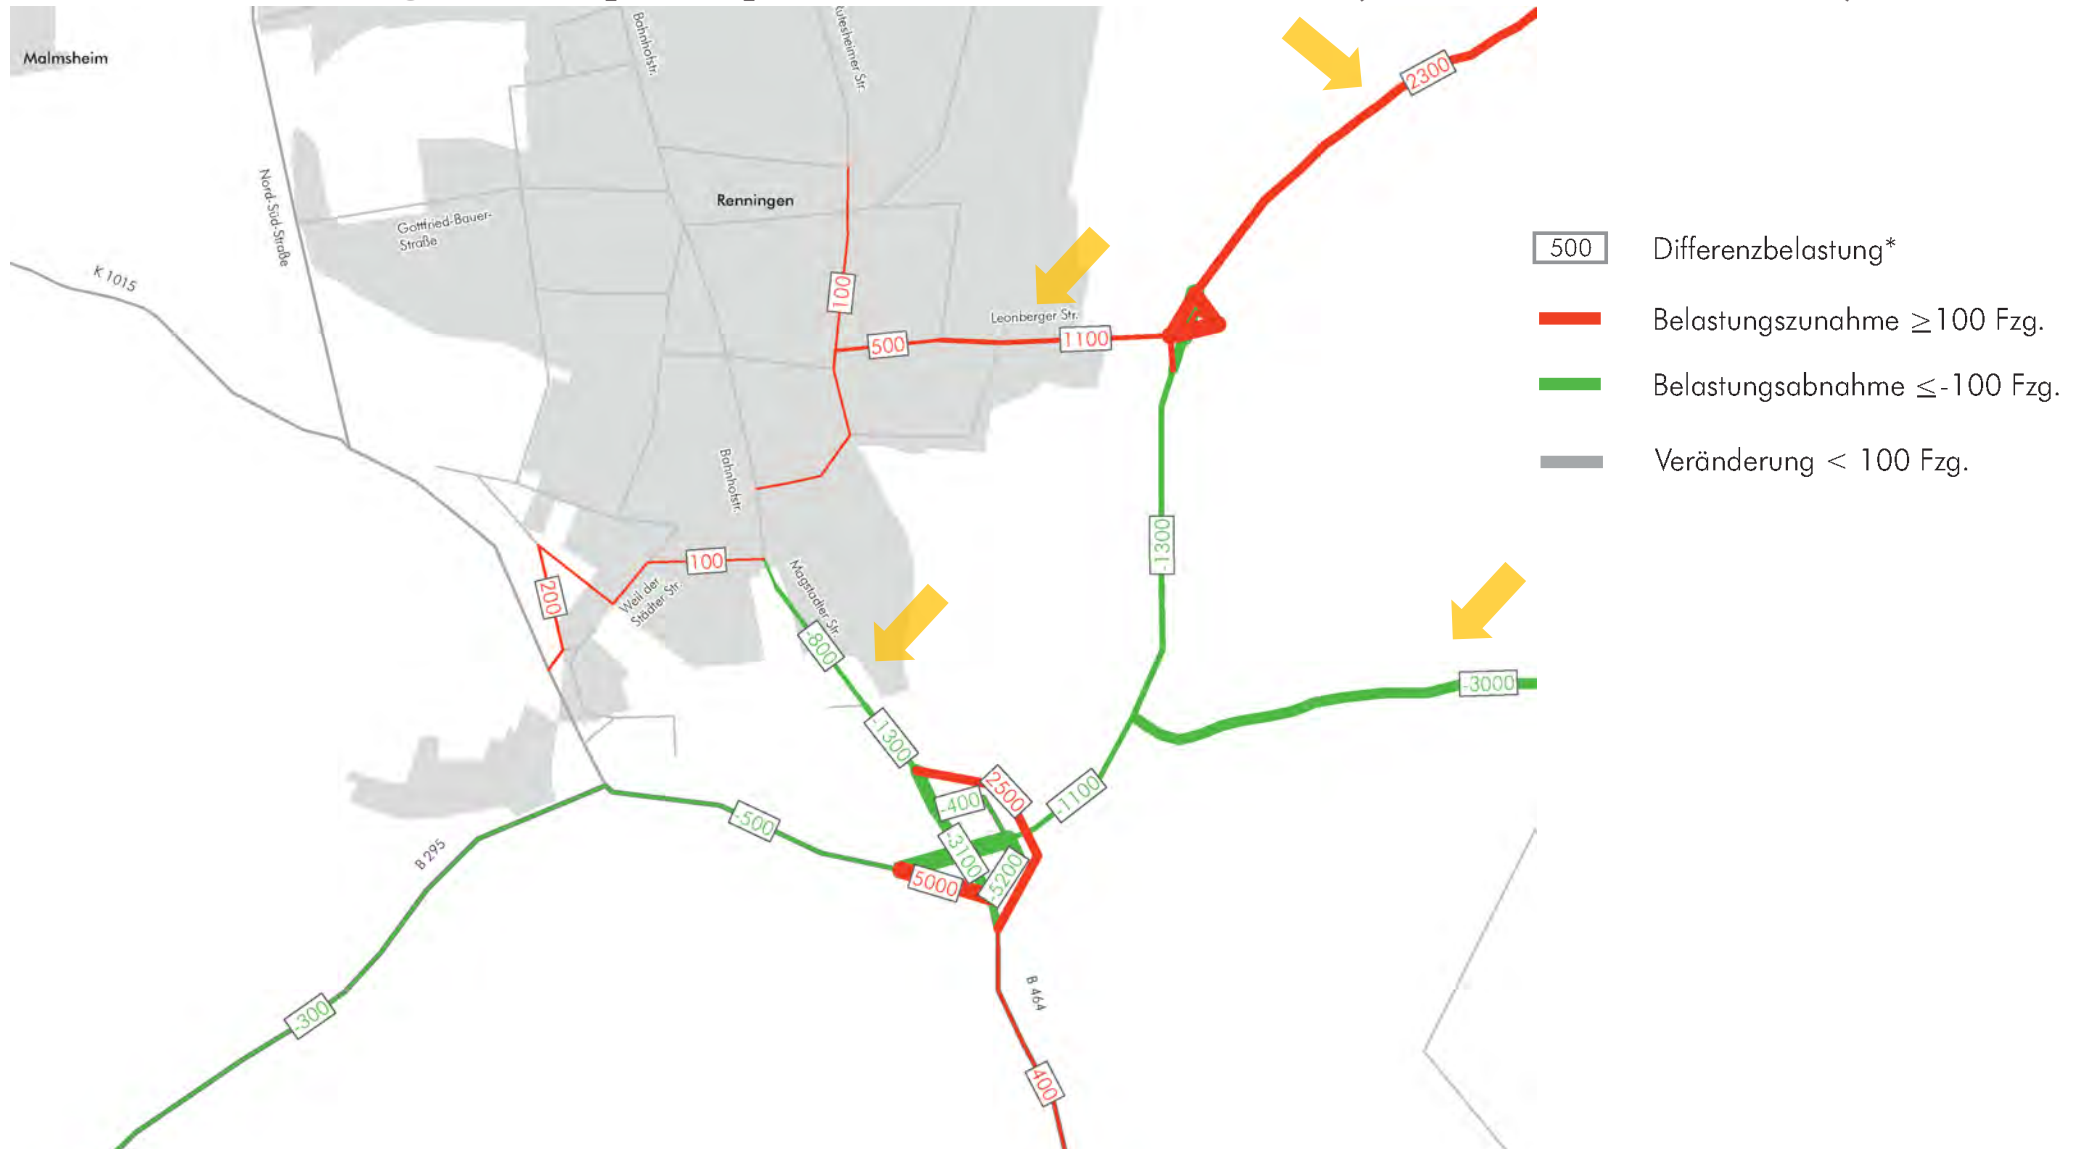 Malmsheim
Bahnhofstr.
Rutesheimer Str.
2300
Nord-Süd-Straße
Renningen
Gottfried-Bauer-
Straße
K 1015
100
Leonberger Str.
500
1100
500 Differenzbelastung*
Belastungszunahme ≥100 Fzg.
Belastungsabnahme ≤-100 Fzg.
Veränderung < 100 Fzg.
Bahnhofstr.
-1300
100
200
Weil der
Städter Str.
Magstadter Str.
-800
-3000
-1300
2500
-400
-1100
-500
-3100
-5200
5000
B 295
-300
B 464
400